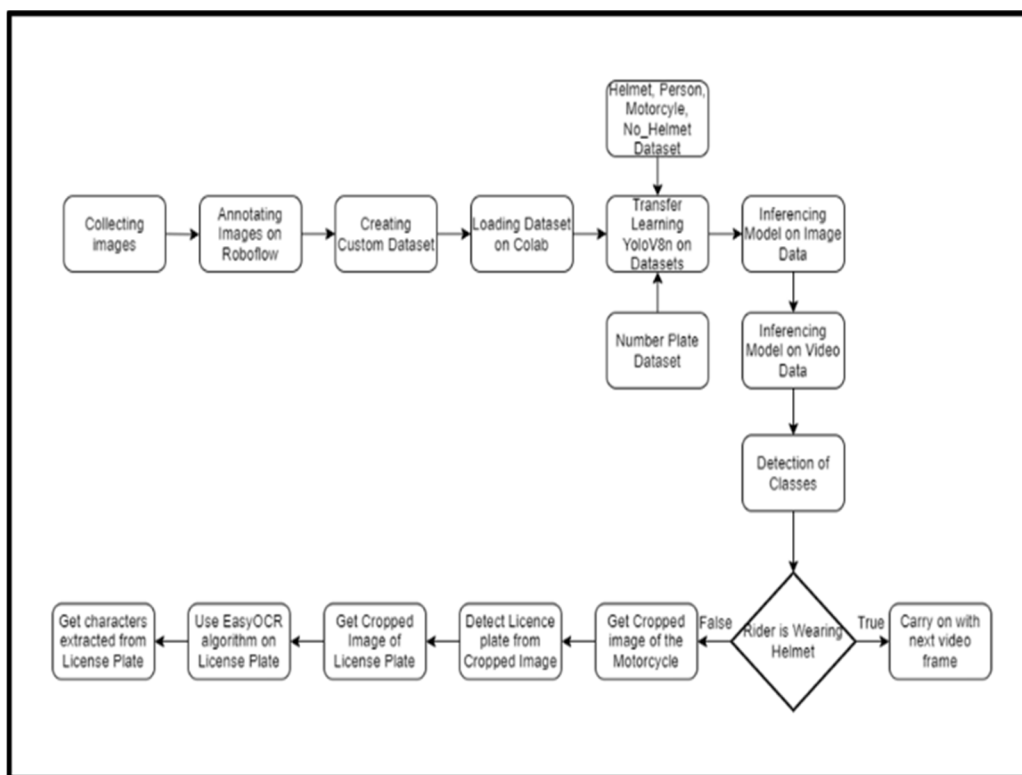 Helmet, Person,
Motorcyle,
No_Helmet
Dataset
Collecting
images
Annotating
Images on
Roboflow
Creating
Custom Dataset
Loading Dataset
on Colab
Transfer
Learning
YoloV8n on
Datasets
Inferencing
Model on Image
Data
Number Plate
Dataset
Inferencing
Model on Video
Data
Detection of
Classes
Rider is Wearing
Helmet
True
Carry on with
next video
frame
False
Get Cropped
image of the
Motorcycle
Detect Licence
plate from
Cropped Image
Get Cropped
Image of
License Plate
Use EasyOCR
algorithm on
License Plate
Get characters
extracted from
License Plate